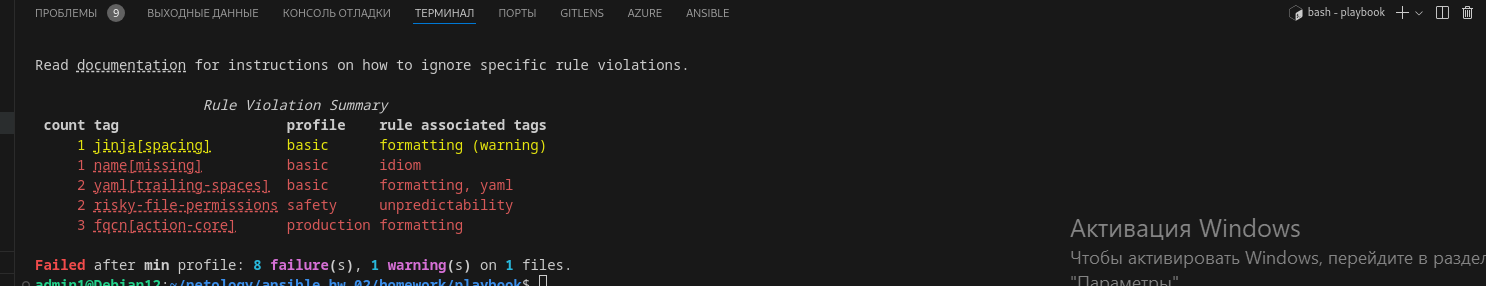 ПРОБЛЕМЫ 9 ВЫХОДНЫЕ ДАННЫЕ КОНСОЛЬ ОТЛАДКИ ТЕРМИНАЛ ПОРТЫ GITLENS AZURE ANSIBLE bash - playbook
Read documentation for instructions on how to ignore specific rule violations.
Rule Violation Summary
count tag profile rule associated tags
1 jinja[spacing] basic formatting (warning)
1 name[missing] basic idiom
2 yaml[trailing-spaces] basic formatting, yaml
2 risky-file-permissions safety unpredictability
3 fqcn[action-core] production formatting
Failed after min profile: 8 failure(s), 1 warning(s) on 1 files.
admin1@Debian12:~/netology/ansible-hw-02/homework/playbook$
Активация Windows
Чтобы активировать Windows, перейдите в раздел
"Параметры"